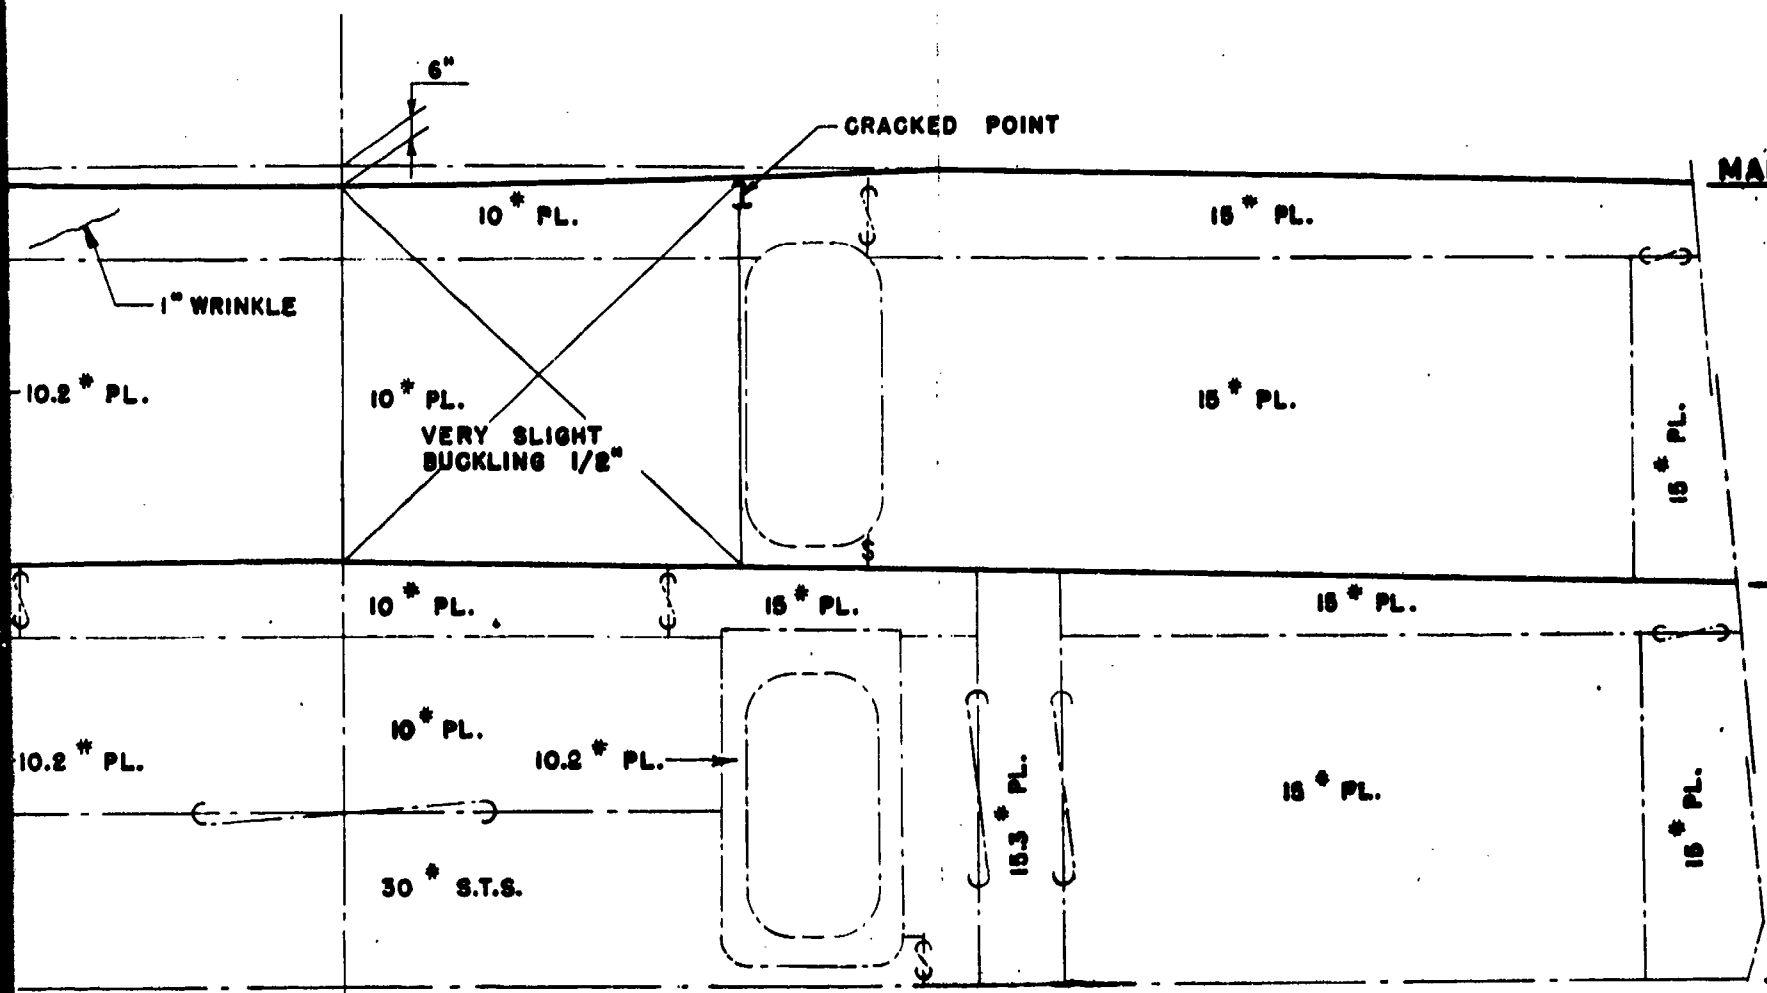 6"
CRACKED POINT
10# PL.
15# PL.
1" WRINKLE
10.2# PL.
10# PL.
15# PL.
VERY SLIGHT
BUCKLING 1/2"
15# PL.
10# PL.
15# PL.
15# PL.
10# PL.
10.2# PL.
10.2# PL.
15.3# PL.
15# PL.
15# PL.
30# S.T.S.